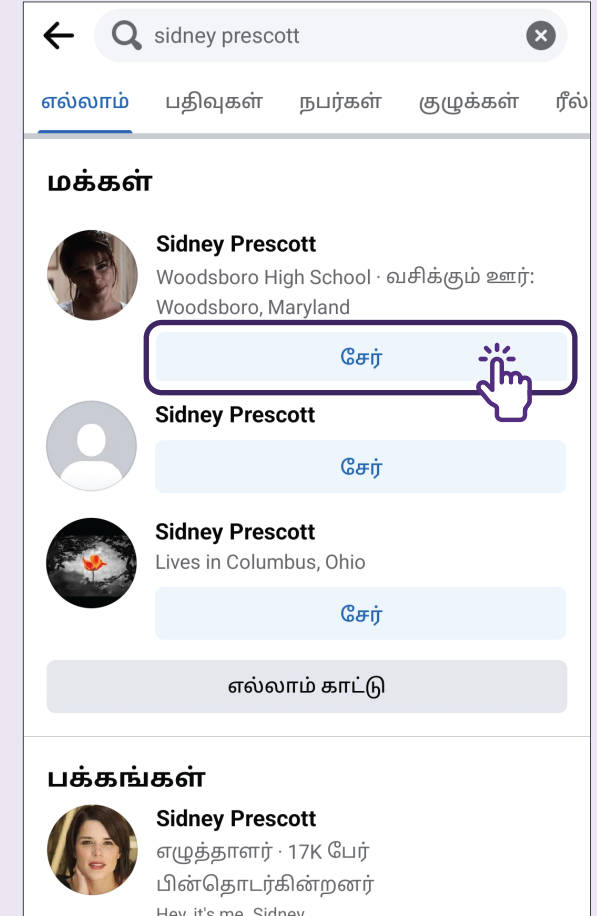 sidney prescott
எல்லாம் பதிவுகள் நபர்கள் குழுக்கள் ரீல்
மக்கள்
Sidney Prescott
Woodsboro High School · வசிக்கும் ஊர்:
Woodsboro, Maryland
சேர்
Sidney Prescott
சேர்
Sidney Prescott
Lives in Columbus, Ohio
சேர்
எல்லாம் காட்டு
பக்கங்கள்
Sidney Prescott
எழுத்தாளர் · 17K பேர்
பின்தொடர்கின்றனர்
Hey, it's me, Sidney